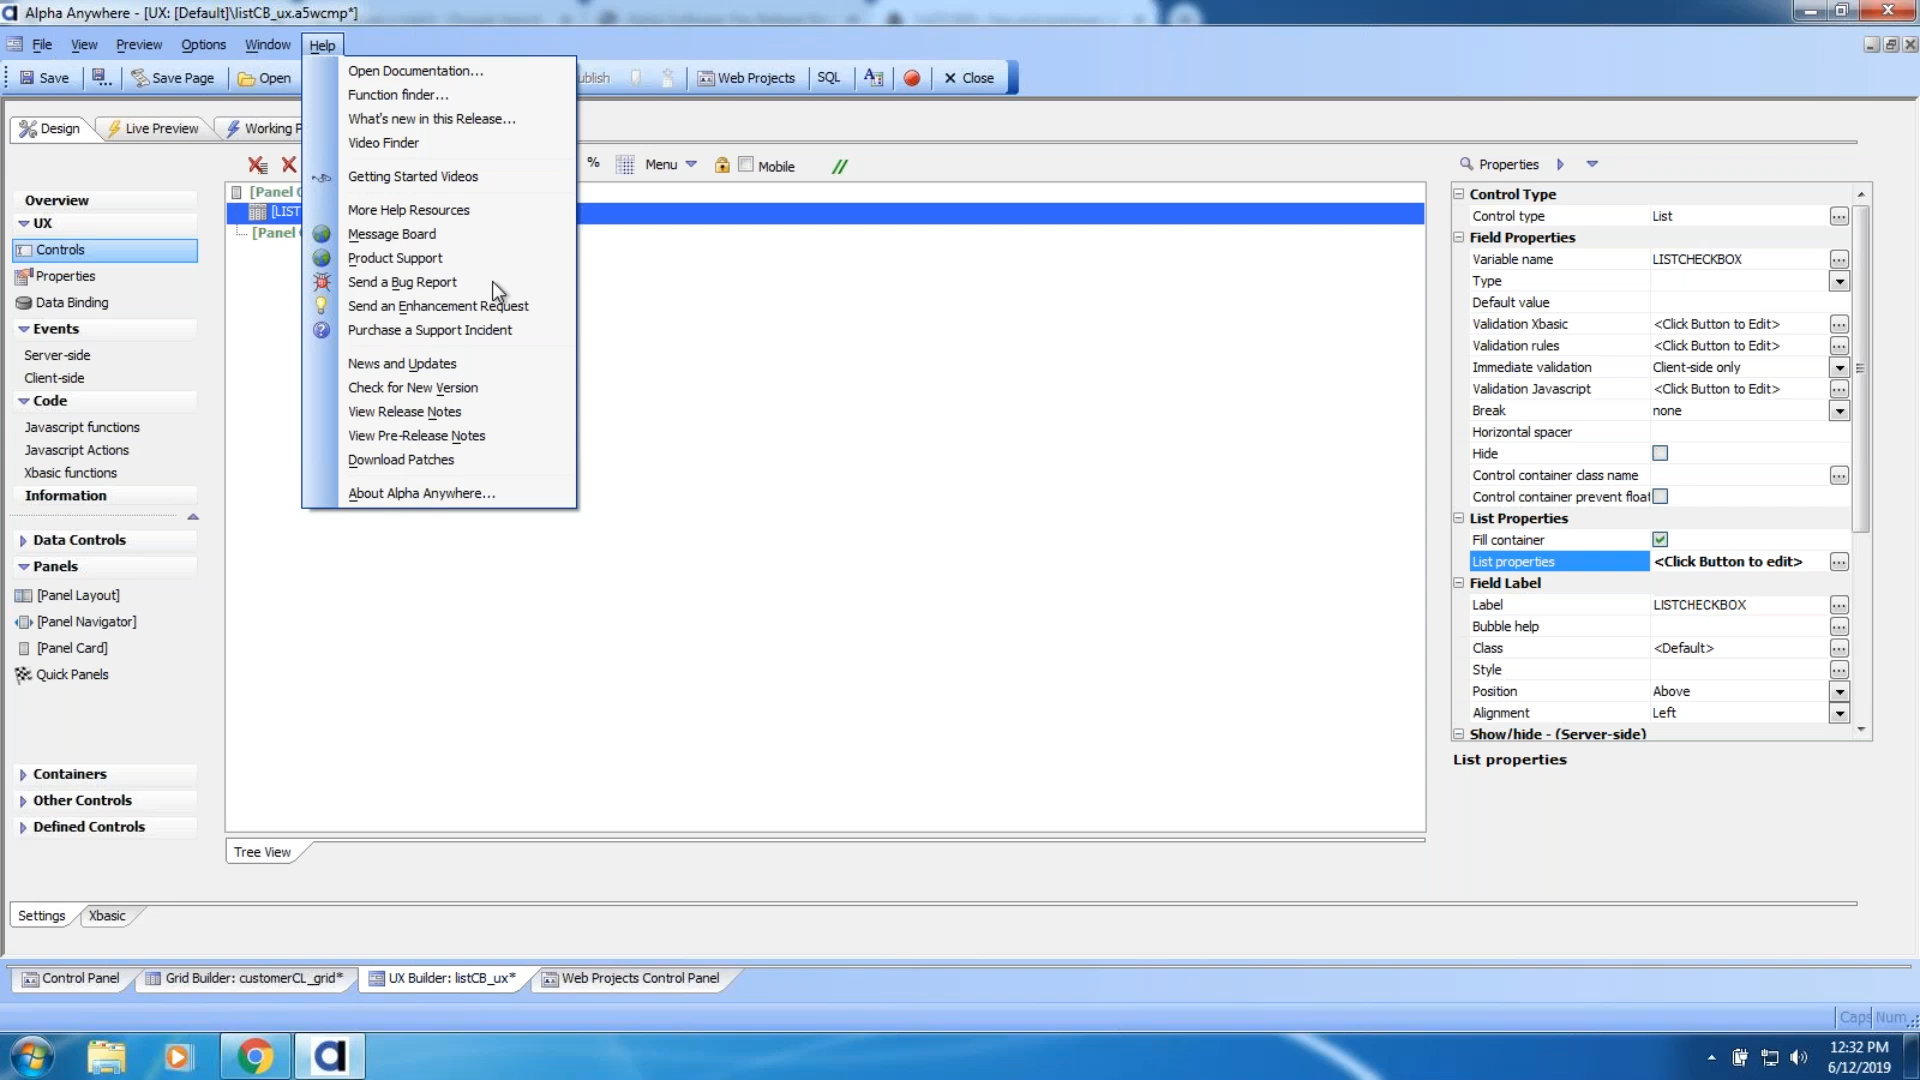 Alpha Anywhere - [UX: [Default]\listCB_ux.a5wcmp*]
File View Preview Options Window Help
Save Save Page Open ublish Web Projects SQL Close
Open Documentation...
Function finder...
What's new in this Release...
Video Finder
Getting Started Videos
More Help Resources
Message Board
Product Support
Send a Bug Report
Send an Enhancement Request
Purchase a Support Incident
News and Updates
Check for New Version
View Release Notes
View Pre-Release Notes
Download Patches
About Alpha Anywhere...
Design Live Preview Working P
% Menu Mobile
[Panel C
[LIST
[Panel C
Overview
UX
Controls
Properties
Data Binding
Events
Server-side
Client-side
Code
Javascript functions
Javascript Actions
Xbasic functions
Information
Data Controls
Panels
[Panel Layout]
[Panel Navigator]
[Panel Card]
Quick Panels
Containers
Other Controls
Defined Controls
Tree View
Properties
Control Type
Control type List
Field Properties
Variable name LISTCHECKBOX
Type
Default value
Validation Xbasic <Click Button to Edit>
Validation rules <Click Button to Edit>
Immediate validation Client-side only
Validation Javascript <Click Button to Edit>
Break none
Horizontal spacer
Hide
Control container class name
Control container prevent float
List Properties
Fill container
List properties <Click Button to edit>
Field Label
Label LISTCHECKBOX
Bubble help
Class <Default>
Style
Position Above
Alignment Left
Show/hide - (Server-side)
List properties
Settings Xbasic
Control Panel Grid Builder: customerCL_grid* UX Builder: listCB_ux* Web Projects Control Panel
Caps Num
12:32 PM
6/12/2019